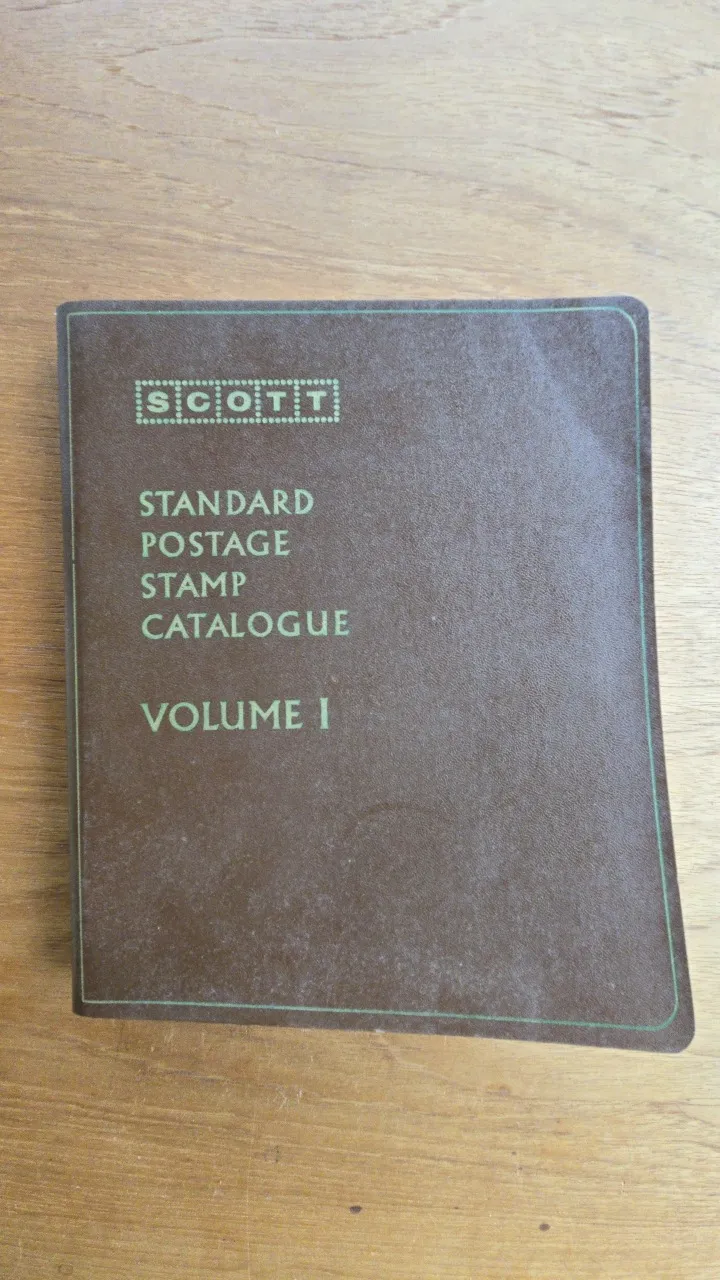 SCOTT
STANDARD
POSTAGE
STAMP
CATALOGUE
VOLUME I